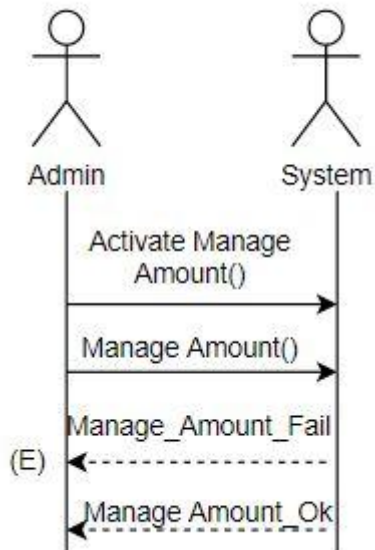 Admin
System
Activate Manage
Amount()
Manage Amount()
Manage_Amount_Fail
(E)
Manage Amount_Ok